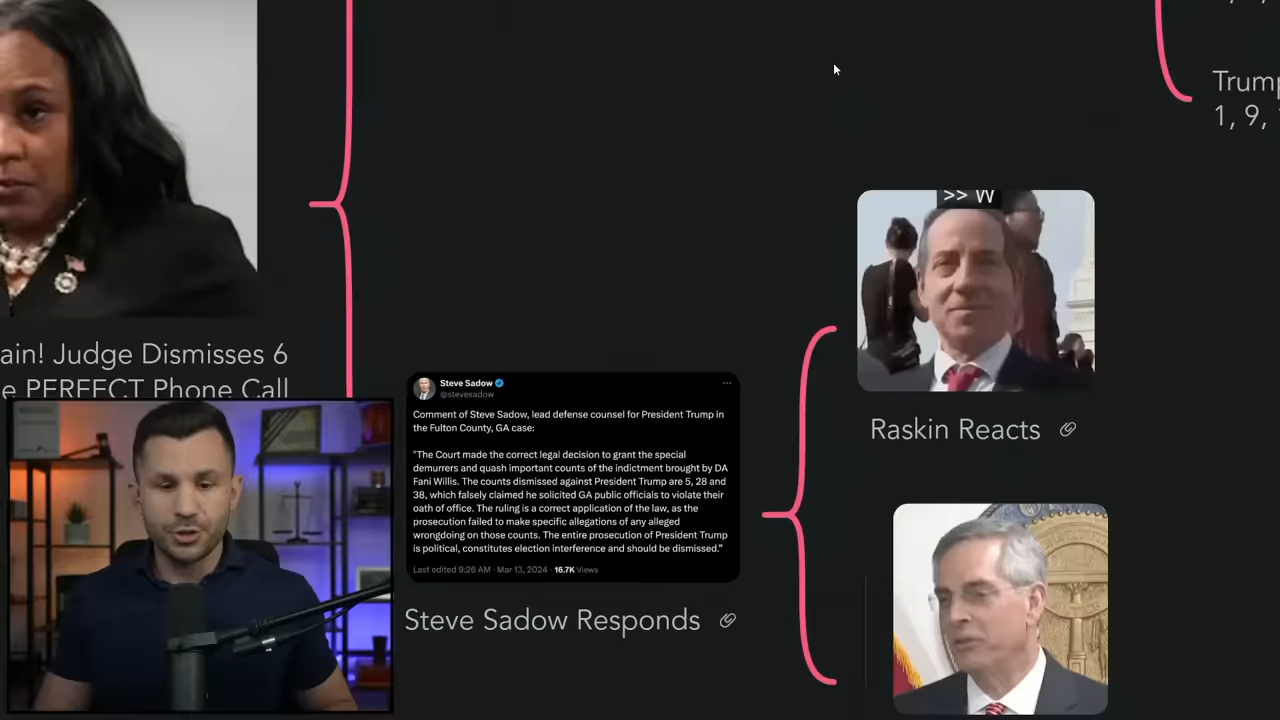 Trump
1, 9,
>> W
ain! Judge Dismisses 6
e PERFECT Phone Call
Raskin Reacts
Steve Sadow
@stevesadow
Comment of Steve Sadow, lead defense counsel for President Trump in
the Fulton County, GA case:
"The Court made the correct legal decision to grant the special
demurrers and quash important counts of the indictment brought by DA
Fani Willis. The counts dismissed against President Trump are 5, 28 and
38, which falsely claimed he solicited GA public officials to violate their
oath of office. The ruling is a correct application of the law, as the
prosecution failed to make specific allegations of any alleged
wrongdoing on those counts. The entire prosecution of President Trump
is political, constitutes election interference and should be dismissed."
Last edited 9:26 AM · Mar 13, 2024 · 16.7K Views
Steve Sadow Responds